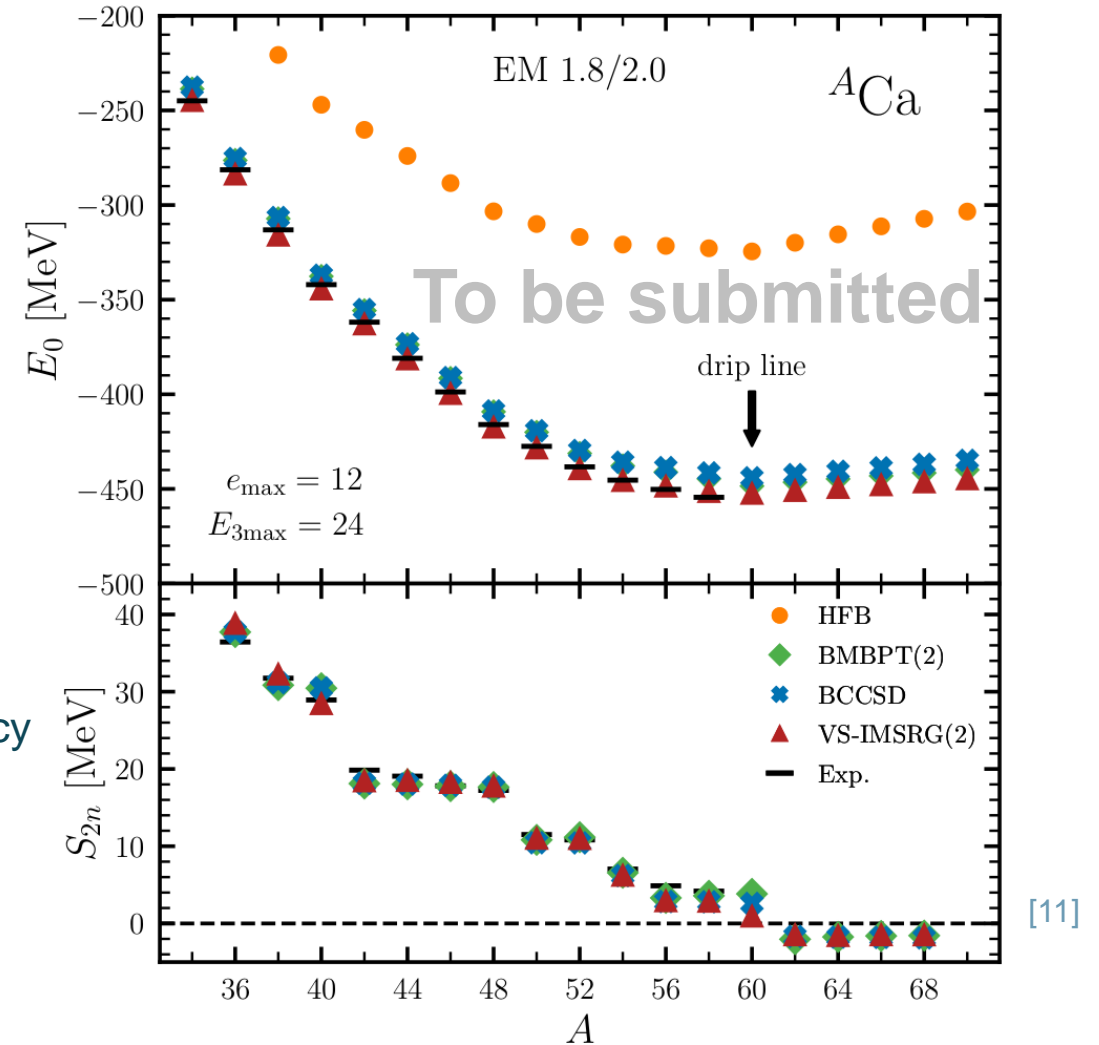 −200
−250
−300
−350
−400
−450
−500
E₀ [MeV]
EM 1.8/2.0
ᴬCa
To be submitted
drip line
eₘₐₓ = 12
E₃ₘₐₓ = 24
40
30
20
10
0
S₂ₙ [MeV]
HFB
BMBPT(2)
BCCSD
VS-IMSRG(2)
Exp.
36 40 44 48 52 56 60 64 68
A
cy
[11]